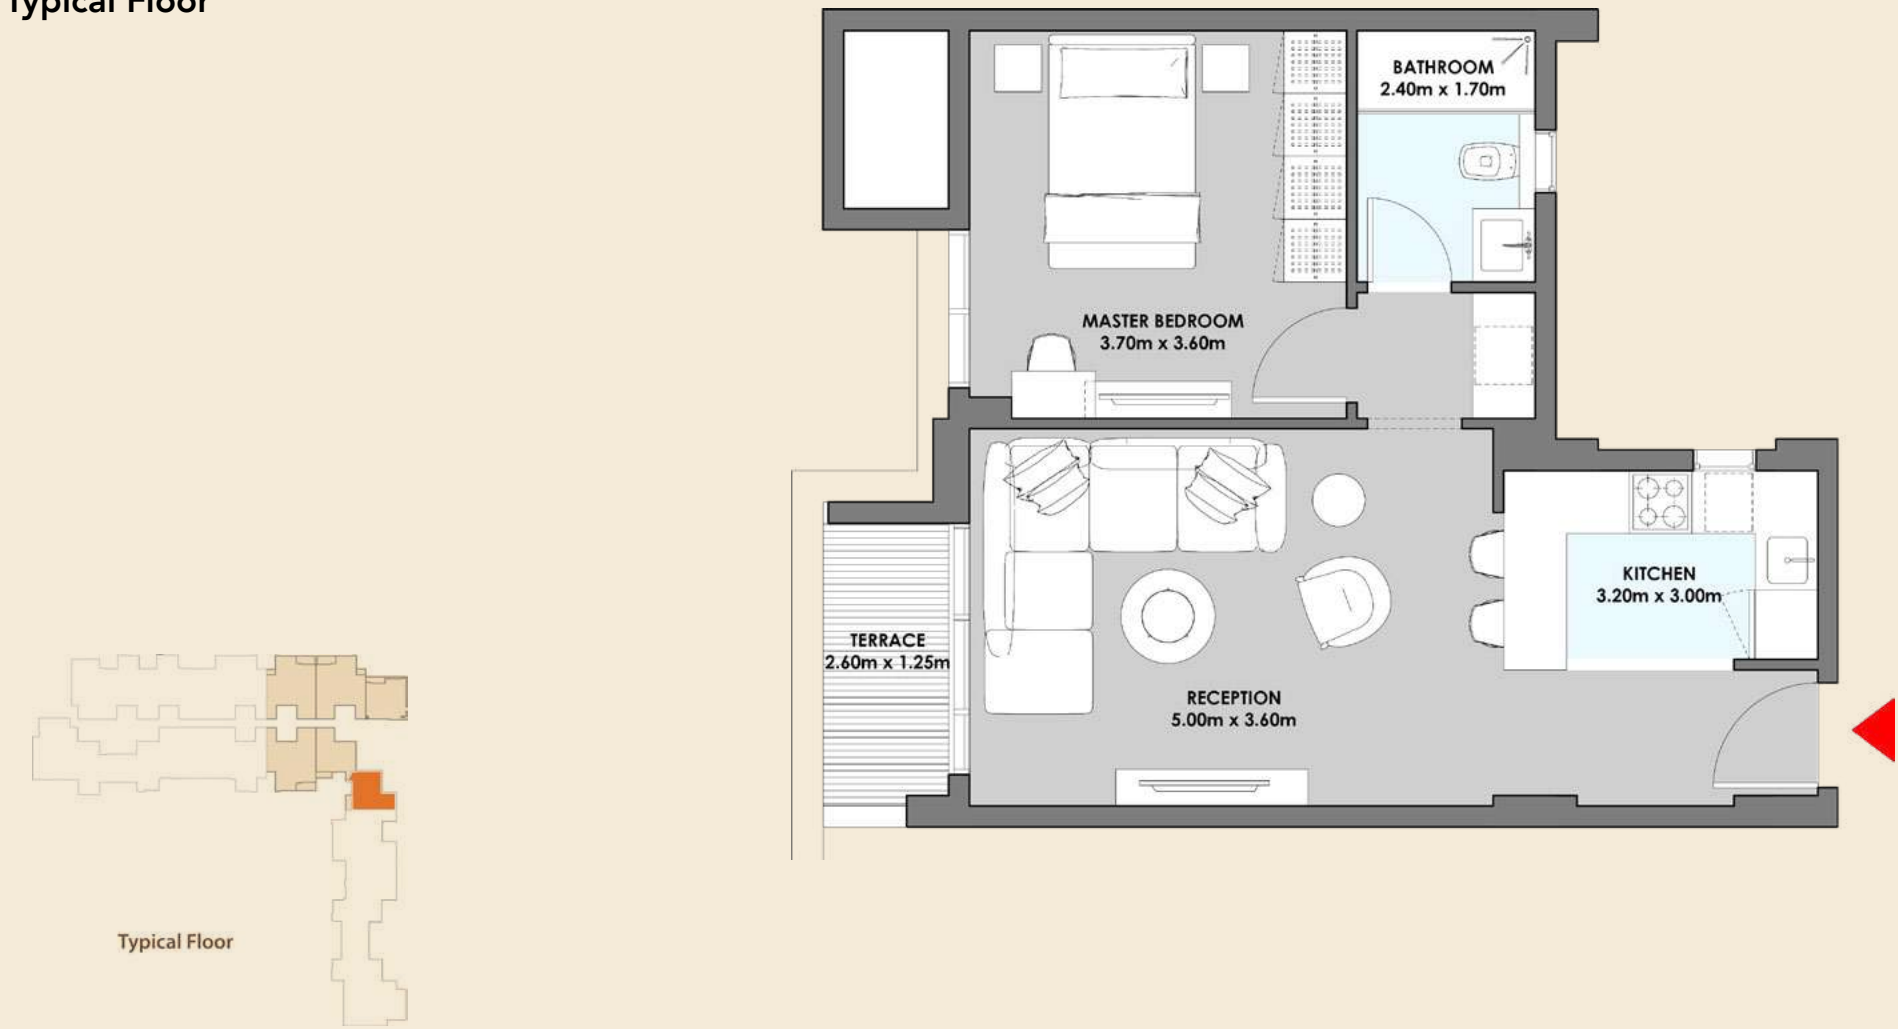 Typical Floor
BATHROOM
2.40m x 1.70m
MASTER BEDROOM
3.70m x 3.60m
KITCHEN
3.20m x 3.00m
TERRACE
2.60m x 1.25m
RECEPTION
5.00m x 3.60m
Typical Floor